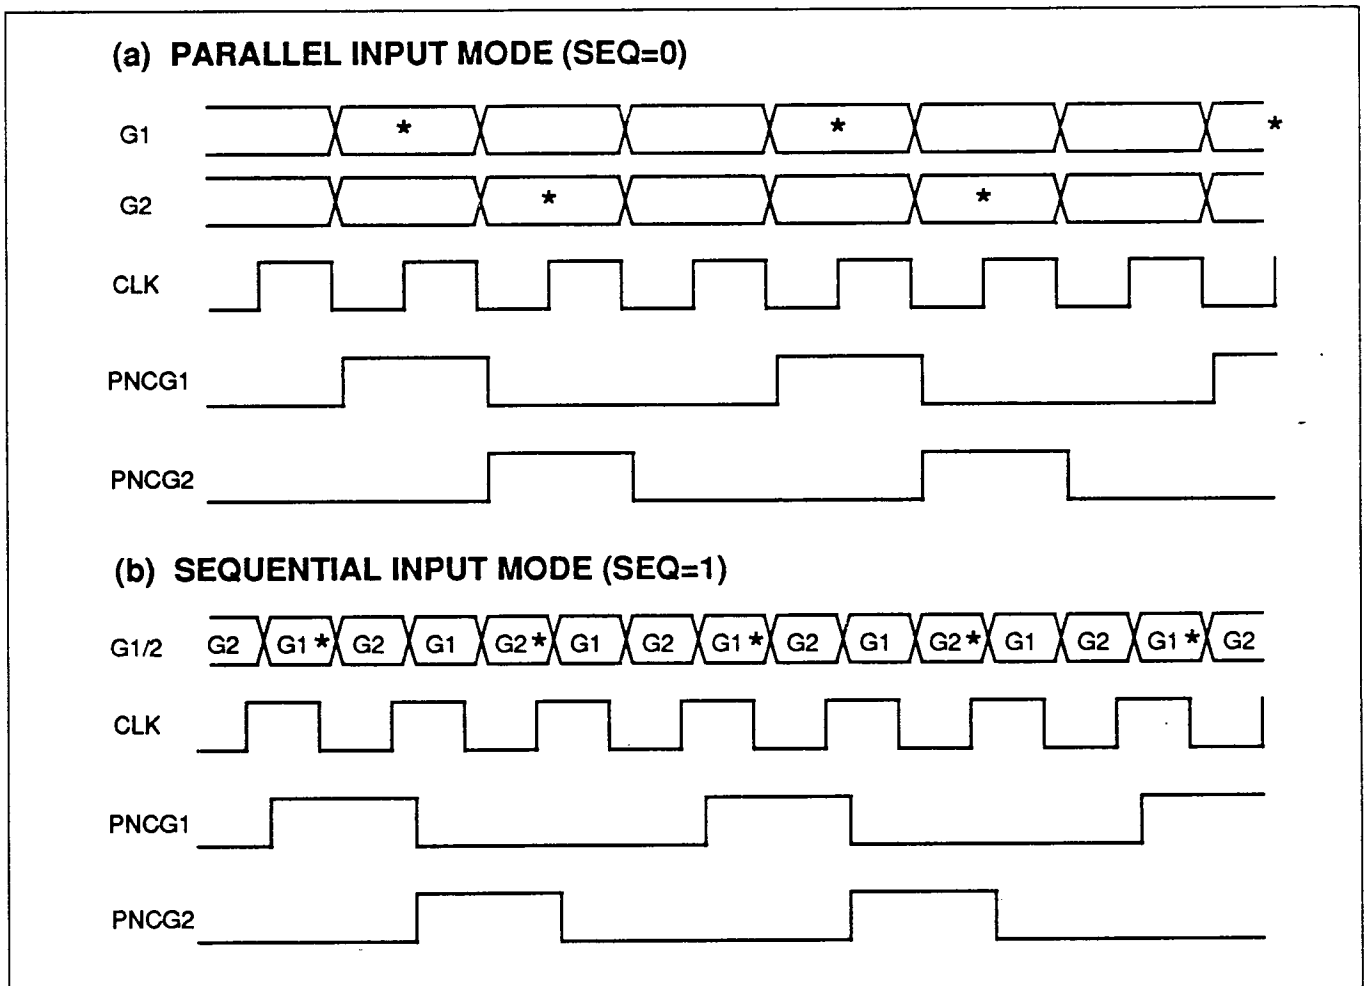 (a) PARALLEL INPUT MODE (SEQ=0)
G1 * * *
G2 * *
CLK
PNCG1
PNCG2
(b) SEQUENTIAL INPUT MODE (SEQ=1)
G1/2 G2 G1* G2 G1 G2* G1 G2 G1* G2 G1 G2* G1 G2 G1* G2
CLK
PNCG1
PNCG2